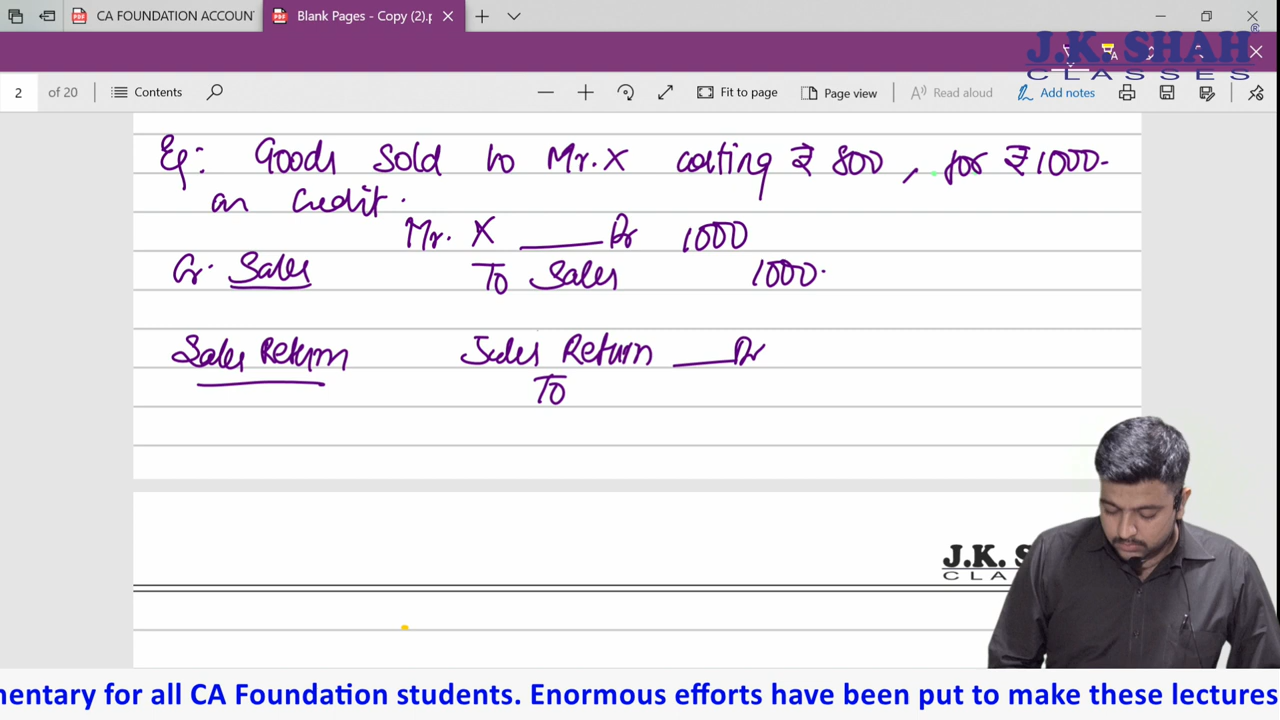 CA FOUNDATION ACCOUN
Blank Pages - Copy (2).p
J.K. SHAH®
CLASSES
2 of 20
Contents
Fit to page
Page view
Read aloud
Add notes
Eg: Goods sold to Mr. X costing ₹ 800, for ₹ 1000.
on Credit.
Mr. X ____ Dr 1000
Cr. Sales To Sales 1000.
Sales Return Sales Return ____ Dr
To
J.K. S
CLA
mentary for all CA Foundation students. Enormous efforts have been put to make these lectures